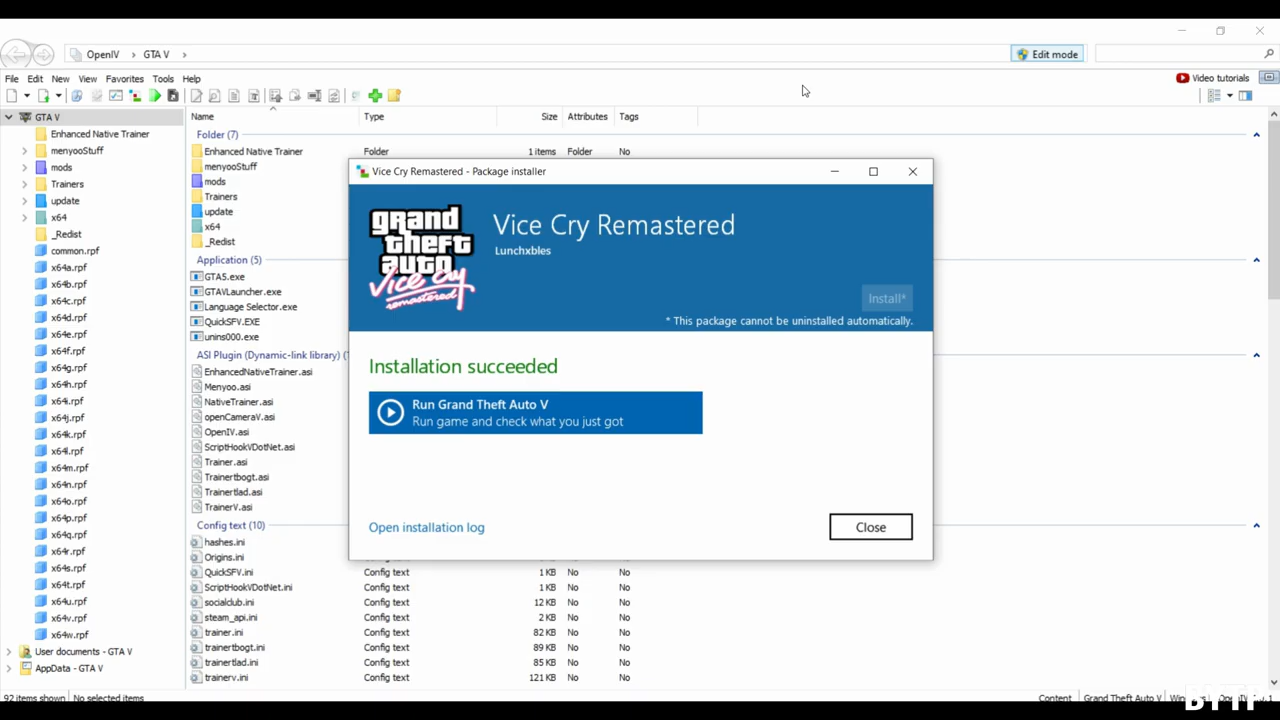 OpenIV › GTA V ›
Edit mode
File Edit New View Favorites Tools Help
Video tutorials
GTA V
Enhanced Native Trainer
menyooStuff
mods
Trainers
update
x64
_Redist
common.rpf
x64a.rpf
x64b.rpf
x64c.rpf
x64d.rpf
x64e.rpf
x64f.rpf
x64g.rpf
x64h.rpf
x64i.rpf
x64j.rpf
x64k.rpf
x64l.rpf
x64m.rpf
x64n.rpf
x64o.rpf
x64p.rpf
x64q.rpf
x64r.rpf
x64s.rpf
x64t.rpf
x64u.rpf
x64v.rpf
x64w.rpf
User documents - GTA V
AppData - GTA V
Name Type Size Attributes Tags
Folder (7)
Enhanced Native Trainer Folder 1 items Folder No
menyooStuff
mods
Trainers
update
x64
_Redist
Application (5)
GTA5.exe
GTAVLauncher.exe
Language Selector.exe
QuickSFV.EXE
unins000.exe
ASI Plugin (Dynamic-link library)
EnhancedNativeTrainer.asi
Menyoo.asi
NativeTrainer.asi
openCameraV.asi
OpenIV.asi
ScriptHookVDotNet.asi
Trainer.asi
Trainertbogt.asi
Trainertlad.asi
TrainerV.asi
Config text (10)
hashes.ini
Origins.ini
QuickSFV.ini Config text 1 KB No No
ScriptHookVDotNet.ini Config text 1 KB No No
socialclub.ini Config text 12 KB No No
steam_api.ini Config text 2 KB No No
trainer.ini Config text 82 KB No No
trainertbogt.ini Config text 89 KB No No
trainertlad.ini Config text 85 KB No No
trainerv.ini Config text 121 KB No No
Vice Cry Remastered - Package installer
grand
theft
auto
Vice Cry
remastered
Vice Cry Remastered
Lunchxbles
Install*
* This package cannot be uninstalled automatically.
Installation succeeded
Run Grand Theft Auto V
Run game and check what you just got
Open installation log
Close
92 items shown No selected items
Content Grand Theft Auto V